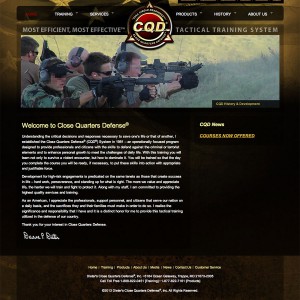 HOME TRAINING SERVICES PRODUCTS HISTORY ABOUT US
MOST EFFICIENT, MOST EFFECTIVE™ CQD TACTICAL TRAINING SYSTEM
CQD History & Development
Welcome to Close Quarters Defense®
CQD News
COURSES NOW OFFERED
Understanding the critical decisions and responses necessary to save one's life or that of another, I
established the Close Quarters Defense® (CQD®) System in 1981 - an operationally focused program
designed to provide professionals and citizens with the skills to defend against the criminal or terrorist
elements and to enhance personal growth to meet the challenges of daily life. With this training you will
learn not only to survive a violent encounter, but how to dominate it. You will be trained so that the day
you complete the course you will be ready, if necessary, to put these skills into action with appropriate
and justifiable force.
Development for high-risk engagements is predicated on the same realities as those that create success
in life - hard work, perseverance, and standing up for what is right. The more we value and appreciate
life, the harder we will train and fight to protect it. Along with my staff, I am committed to providing the
highest quality services and training.
As an American, I appreciate the professionals, support personnel, and citizens that serve our nation on
a daily basis, and the sacrifices they and their families must make in order to do so. I realize the
significance and responsibility that I have and it is a distinct honor for me to provide this tactical training
citizen in the defense of our country.
Thank you for your interest in Close Quarters Defense.
Home | Training | Products | About Us | Media | News | Contact Us | Customer Service